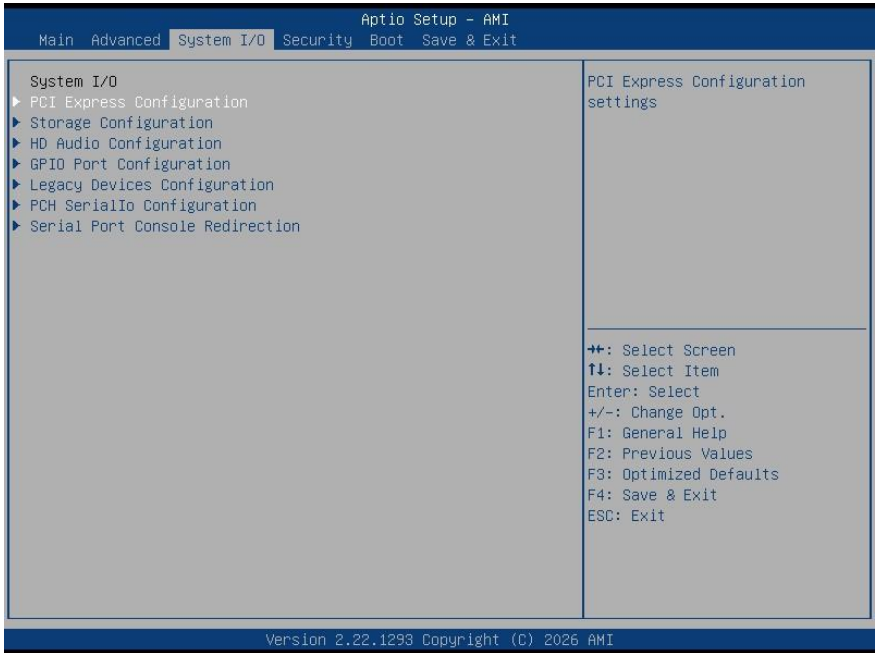 Aptio Setup – AMI
Main Advanced System I/O Security Boot Save & Exit
System I/O
PCI Express Configuration
Storage Configuration
HD Audio Configuration
GPIO Port Configuration
Legacy Devices Configuration
PCH SerialIo Configuration
Serial Port Console Redirection
PCI Express Configuration
settings
→←: Select Screen
↑↓: Select Item
Enter: Select
+/-: Change Opt.
F1: General Help
F2: Previous Values
F3: Optimized Defaults
F4: Save & Exit
ESC: Exit
Version 2.22.1293 Copyright (C) 2026 AMI